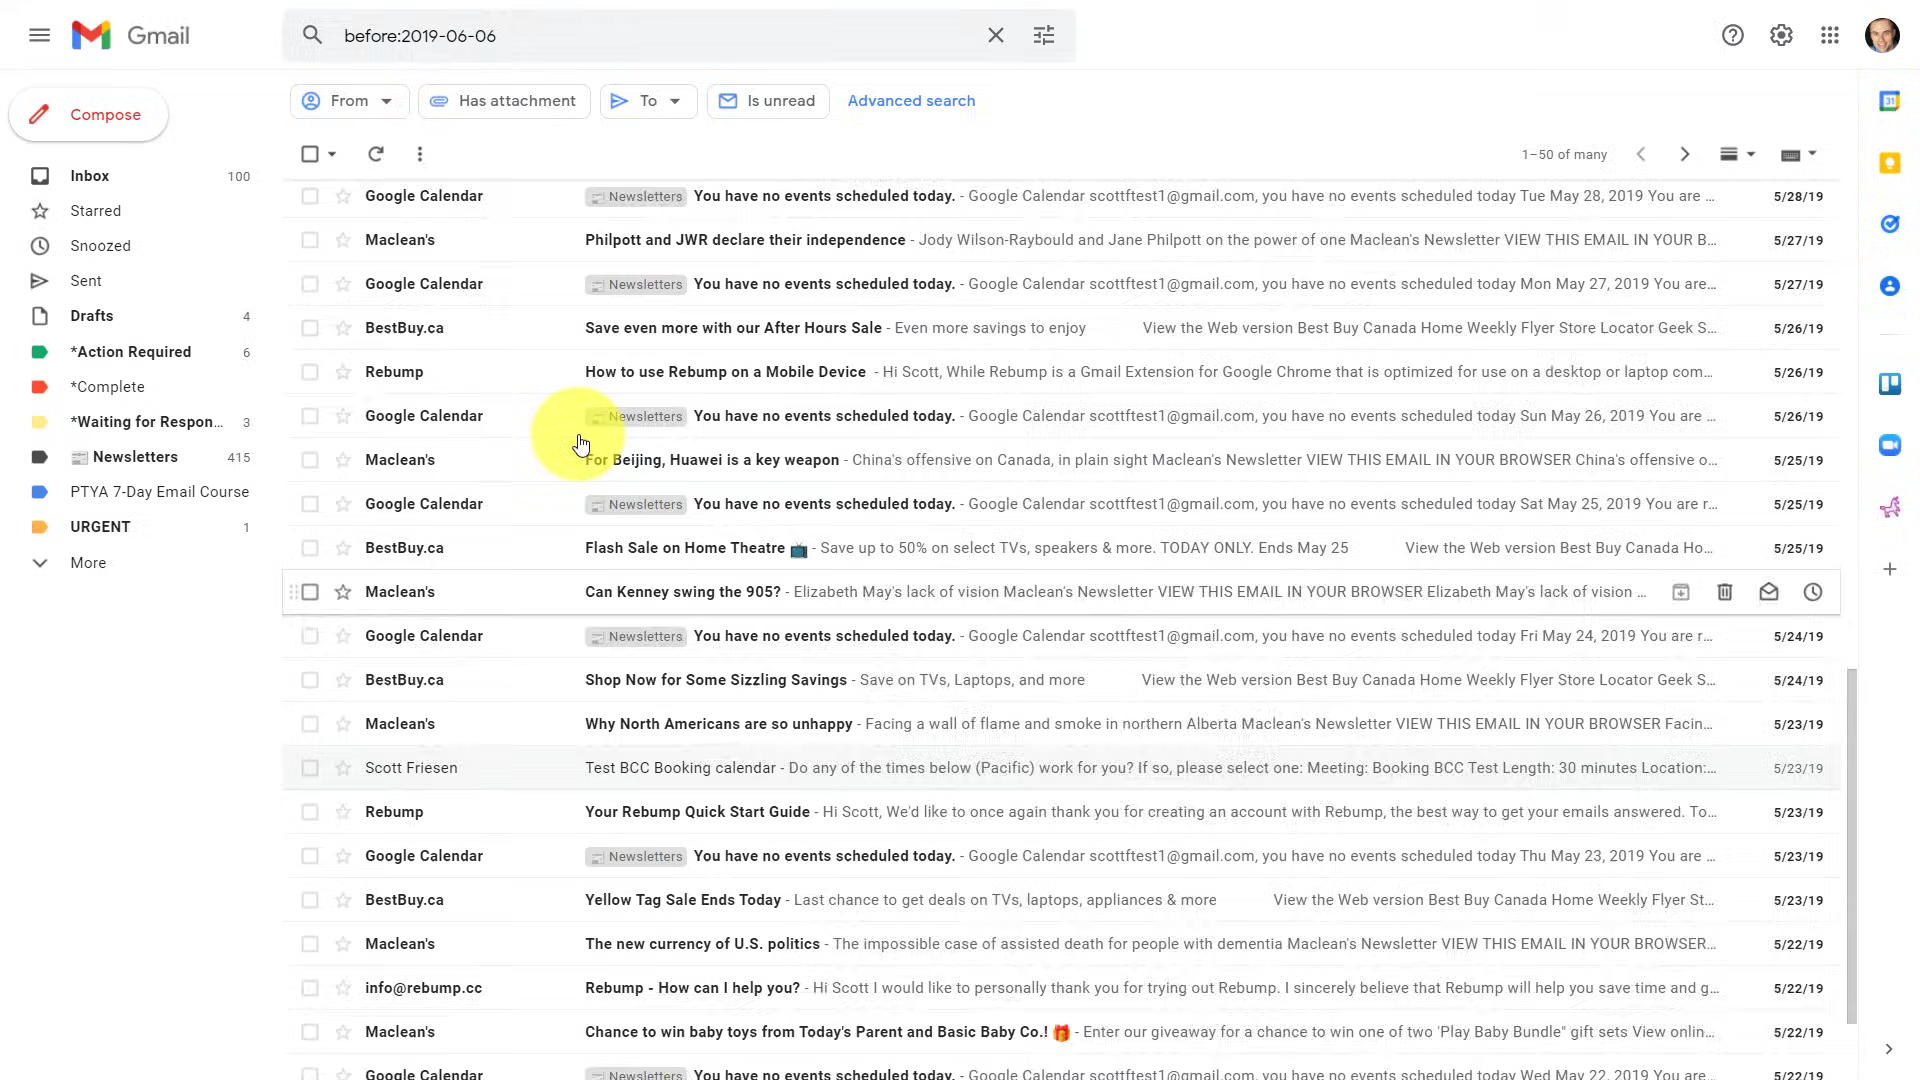 Gmail
before:2019-06-06
Compose
From
Has attachment
To
Is unread
Advanced search
1–50 of many
Inbox 100
Starred
Snoozed
Sent
Drafts 4
*Action Required 6
*Complete
*Waiting for Respon… 3
📰 Newsletters 415
PTYA 7-Day Email Course
URGENT 1
More
31
Google Calendar 📰 Newsletters You have no events scheduled today. - Google Calendar scottftest1@gmail.com, you have no events scheduled today Tue May 28, 2019 You are … 5/28/19
Maclean's Philpott and JWR declare their independence - Jody Wilson-Raybould and Jane Philpott on the power of one Maclean's Newsletter VIEW THIS EMAIL IN YOUR B… 5/27/19
Google Calendar 📰 Newsletters You have no events scheduled today. - Google Calendar scottftest1@gmail.com, you have no events scheduled today Mon May 27, 2019 You are… 5/27/19
BestBuy.ca Save even more with our After Hours Sale - Even more savings to enjoy View the Web version Best Buy Canada Home Weekly Flyer Store Locator Geek S… 5/26/19
Rebump How to use Rebump on a Mobile Device - Hi Scott, While Rebump is a Gmail Extension for Google Chrome that is optimized for use on a desktop or laptop com… 5/26/19
Google Calendar 📰 Newsletters You have no events scheduled today. - Google Calendar scottftest1@gmail.com, you have no events scheduled today Sun May 26, 2019 You are … 5/26/19
Maclean's For Beijing, Huawei is a key weapon - China's offensive on Canada, in plain sight Maclean's Newsletter VIEW THIS EMAIL IN YOUR BROWSER China's offensive o… 5/25/19
Google Calendar 📰 Newsletters You have no events scheduled today. - Google Calendar scottftest1@gmail.com, you have no events scheduled today Sat May 25, 2019 You are r… 5/25/19
BestBuy.ca Flash Sale on Home Theatre 📺 - Save up to 50% on select TVs, speakers & more. TODAY ONLY. Ends May 25 View the Web version Best Buy Canada Ho… 5/25/19
Maclean's Can Kenney swing the 905? - Elizabeth May's lack of vision Maclean's Newsletter VIEW THIS EMAIL IN YOUR BROWSER Elizabeth May's lack of vision …
Google Calendar 📰 Newsletters You have no events scheduled today. - Google Calendar scottftest1@gmail.com, you have no events scheduled today Fri May 24, 2019 You are r… 5/24/19
BestBuy.ca Shop Now for Some Sizzling Savings - Save on TVs, Laptops, and more View the Web version Best Buy Canada Home Weekly Flyer Store Locator Geek S… 5/24/19
Maclean's Why North Americans are so unhappy - Facing a wall of flame and smoke in northern Alberta Maclean's Newsletter VIEW THIS EMAIL IN YOUR BROWSER Facin… 5/23/19
Scott Friesen Test BCC Booking calendar - Do any of the times below (Pacific) work for you? If so, please select one: Meeting: Booking BCC Test Length: 30 minutes Location:… 5/23/19
Rebump Your Rebump Quick Start Guide - Hi Scott, We'd like to once again thank you for creating an account with Rebump, the best way to get your emails answered. To… 5/23/19
Google Calendar 📰 Newsletters You have no events scheduled today. - Google Calendar scottftest1@gmail.com, you have no events scheduled today Thu May 23, 2019 You are … 5/23/19
BestBuy.ca Yellow Tag Sale Ends Today - Last chance to get deals on TVs, laptops, appliances & more View the Web version Best Buy Canada Home Weekly Flyer St… 5/23/19
Maclean's The new currency of U.S. politics - The impossible case of assisted death for people with dementia Maclean's Newsletter VIEW THIS EMAIL IN YOUR BROWSER… 5/22/19
info@rebump.cc Rebump - How can I help you? - Hi Scott I would like to personally thank you for trying out Rebump. I sincerely believe that Rebump will help you save time and g… 5/22/19
Maclean's Chance to win baby toys from Today's Parent and Basic Baby Co.! 🎁 - Enter our giveaway for a chance to win one of two 'Play Baby Bundle" gift sets View onlin… 5/22/19
Google Calendar 📰 Newsletters You have no events scheduled today. - Google Calendar scottftest1@gmail.com, you have no events scheduled today Wed May 22, 2019 You are … 5/22/19